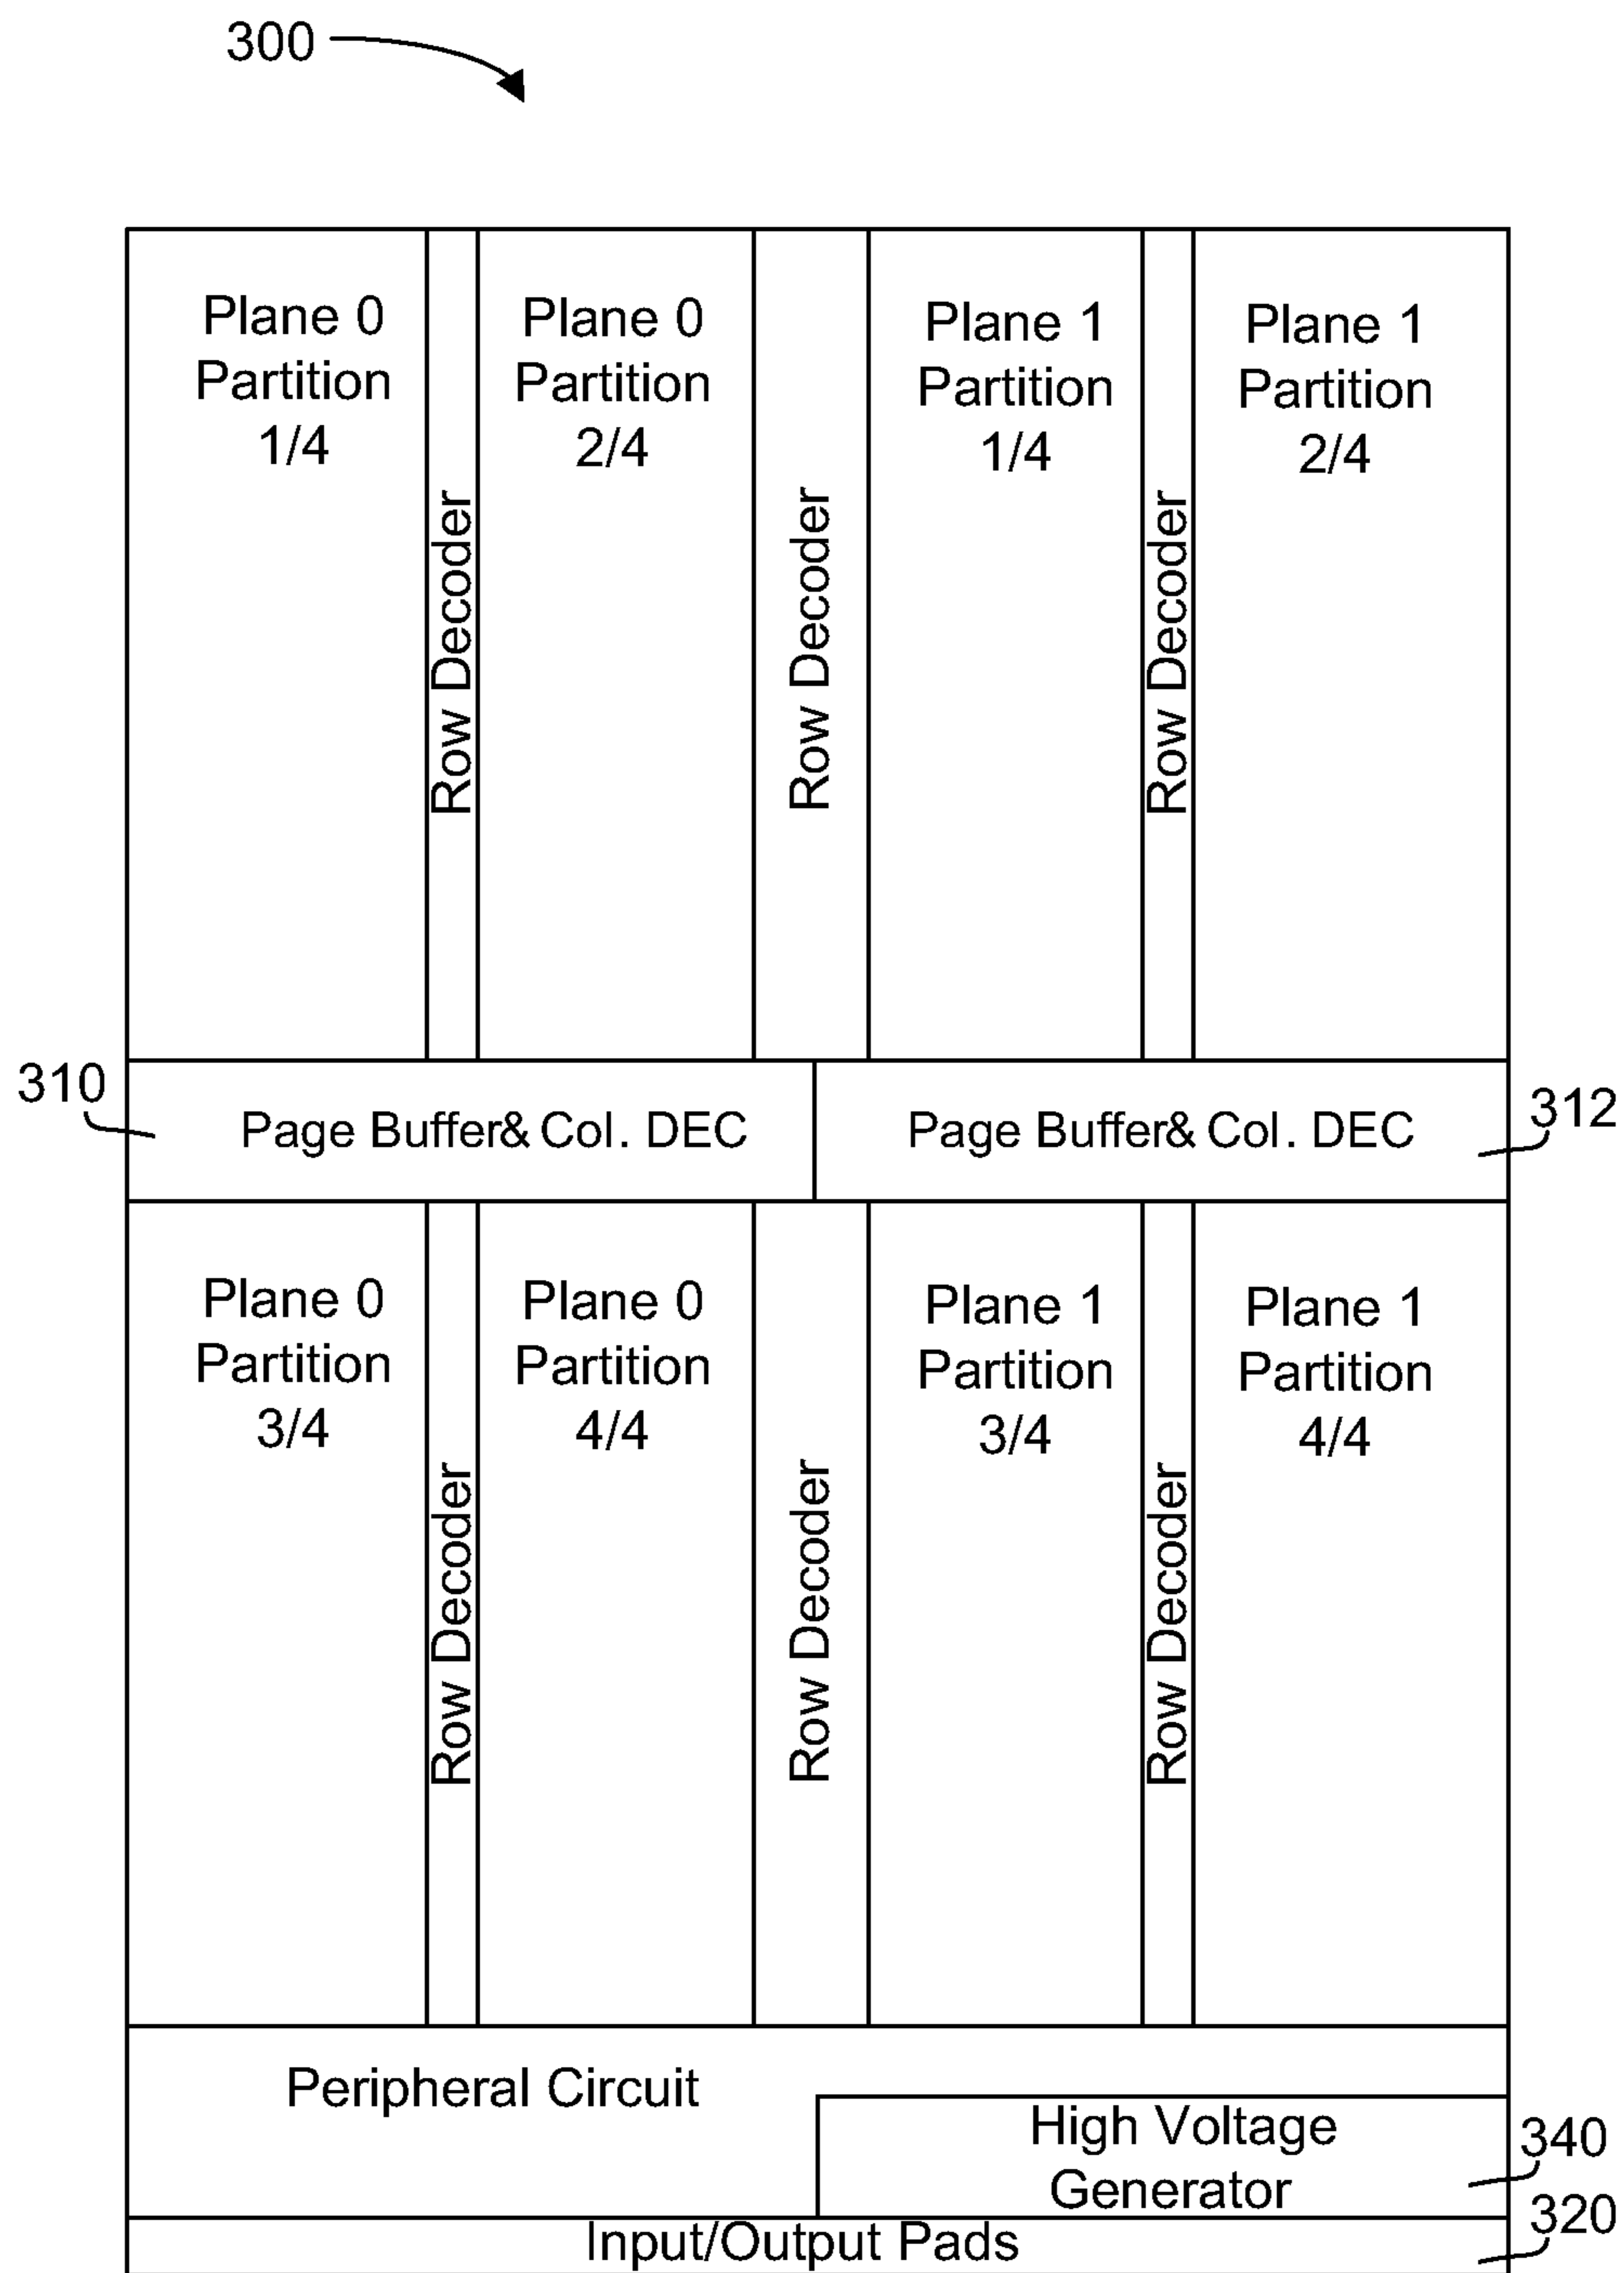 300
Plane 0
Partition
1/4
Row Decoder
Plane 0
Partition
2/4
Row Decoder
Plane 1
Partition
1/4
Row Decoder
Plane 1
Partition
2/4
310
Page Buffer& Col. DEC
Page Buffer& Col. DEC
312
Plane 0
Partition
3/4
Row Decoder
Plane 0
Partition
4/4
Row Decoder
Plane 1
Partition
3/4
Row Decoder
Plane 1
Partition
4/4
Peripheral Circuit
High Voltage
Generator
340
Input/Output Pads
320